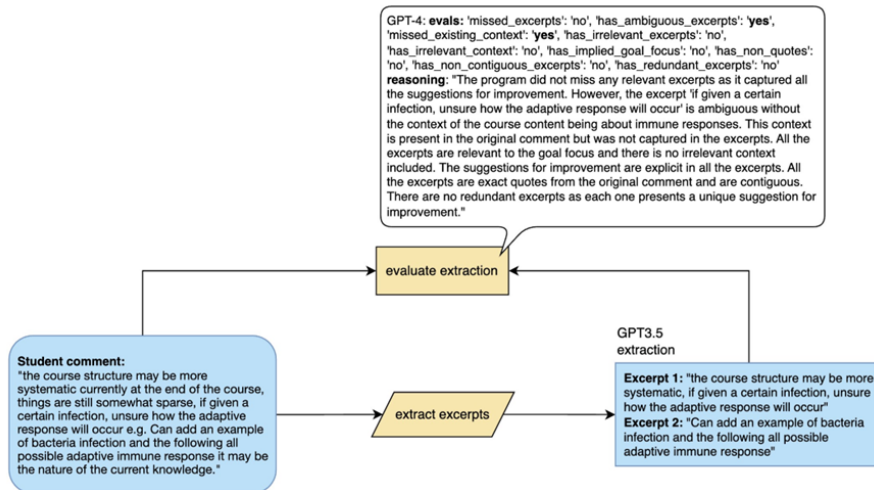 GPT-4: evals: 'missed_excerpts': 'no', 'has_ambiguous_excerpts': 'yes',
'missed_existing_context': 'yes', 'has_irrelevant_excerpts': 'no',
'has_irrelevant_context': 'no', 'has_implied_goal_focus': 'no', 'has_non_quotes':
'no', 'has_non_contiguous_excerpts': 'no', 'has_redundant_excerpts': 'no'
reasoning: "The program did not miss any relevant excerpts as it captured all
the suggestions for improvement. However, the excerpt 'if given a certain
infection, unsure how the adaptive response will occur' is ambiguous without
the context of the course content being about immune responses. This context
is present in the original comment but was not captured in the excerpts. All the
excerpts are relevant to the goal focus and there is no irrelevant context
included. The suggestions for improvement are explicit in all the excerpts. All
the excerpts are exact quotes from the original comment and are contiguous.
There are no redundant excerpts as each one presents a unique suggestion for
improvement."
evaluate extraction
GPT3.5
extraction
Student comment:
"the course structure may be more
systematic currently at the end of the course,
things are still somewhat sparse, if given a
certain infection, unsure how the adaptive
response will occur e.g. Can add an example
of bacteria infection and the following all
possible adaptive immune response it may be
the nature of the current knowledge."
extract excerpts
Excerpt 1: "the course structure may be more
systematic, if given a certain infection, unsure
how the adaptive response will occur"
Excerpt 2: "Can add an example of bacteria
infection and the following all possible
adaptive immune response"